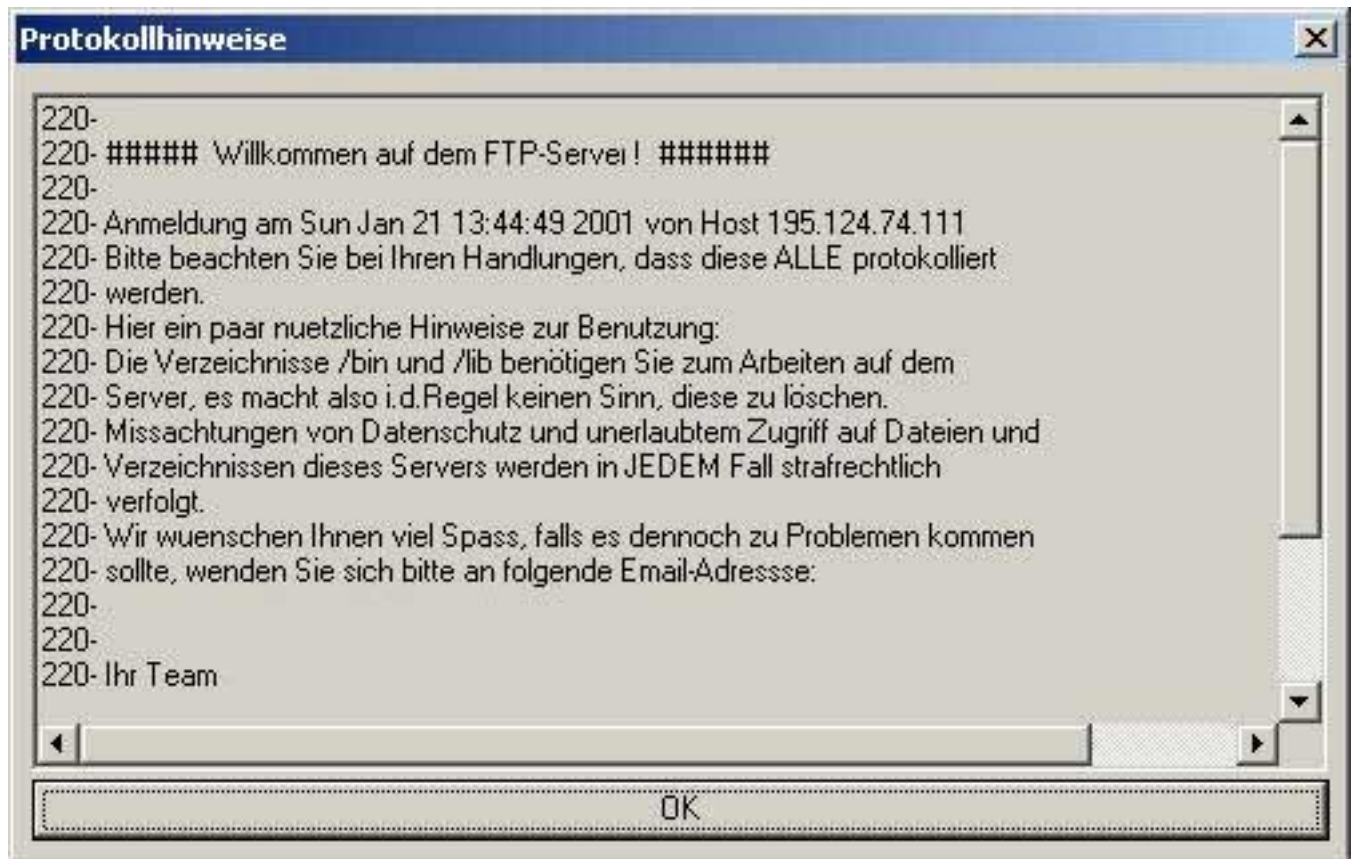 Protokollhinweise
220-
220- ##### Willkommen auf dem FTP-Server! ######
220-
220- Anmeldung am Sun Jan 21 13:44:49 2001 von Host 195.124.74.111
220- Bitte beachten Sie bei Ihren Handlungen, dass diese ALLE protokolliert
220- werden.
220- Hier ein paar nuetzliche Hinweise zur Benutzung:
220- Die Verzeichnisse /bin und /lib benötigen Sie zum Arbeiten auf dem
220- Server, es macht also i.d.Regel keinen Sinn, diese zu löschen.
220- Missachtungen von Datenschutz und unerlaubtem Zugriff auf Dateien und
220- Verzeichnissen dieses Servers werden in JEDEM Fall strafrechtlich
220- verfolgt.
220- Wir wuenschen Ihnen viel Spass, falls es dennoch zu Problemen kommen
220- sollte, wenden Sie sich bitte an folgende Email-Adressse:
220-
220-
220- Ihr Team
OK